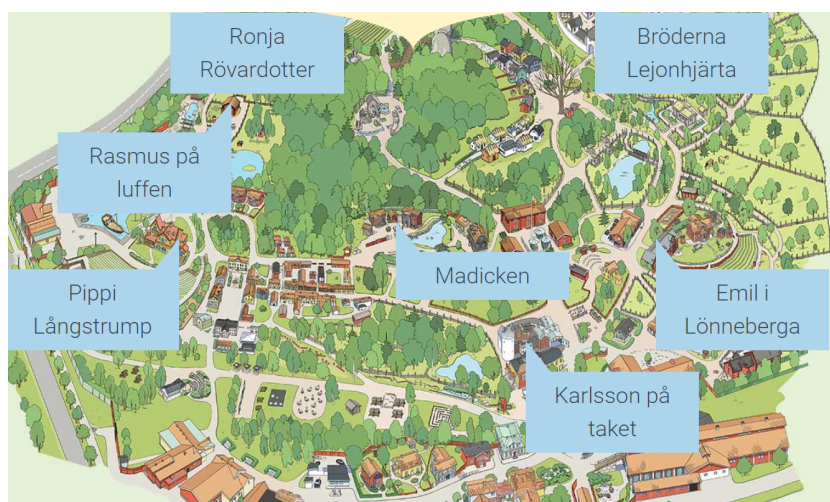 Ronja
Rövardotter
Bröderna
Lejonhjärta
Rasmus på
luffen
Pippi
Långstrump
Madicken
Emil i
Lönneberga
Karlsson på
taket